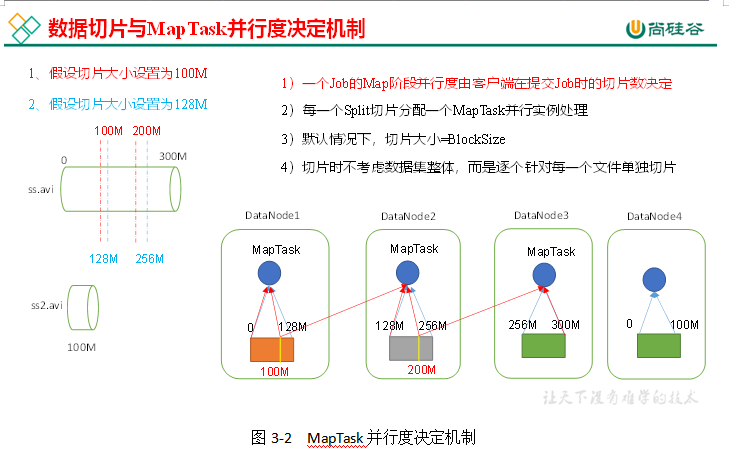 数据切片与MapTask并行度决定机制
尚硅谷
1、假设切片大小设置为100M
2、假设切片大小设置为128M
1）一个Job的Map阶段并行度由客户端在提交Job时的切片数决定
2）每一个Split切片分配一个MapTask并行实例处理
3）默认情况下，切片大小=BlockSize
4）切片时不考虑数据集整体，而是逐个针对每一个文件单独切片
100M 200M
0 300M
ss.avi
128M 256M
ss2.avi
100M
DataNode1 DataNode2 DataNode3 DataNode4
MapTask MapTask MapTask
0 128M 128M 256M 256M 300M 0 100M
100M 200M
让天下没有难学的技术
图 3-2 MapTask 并行度决定机制